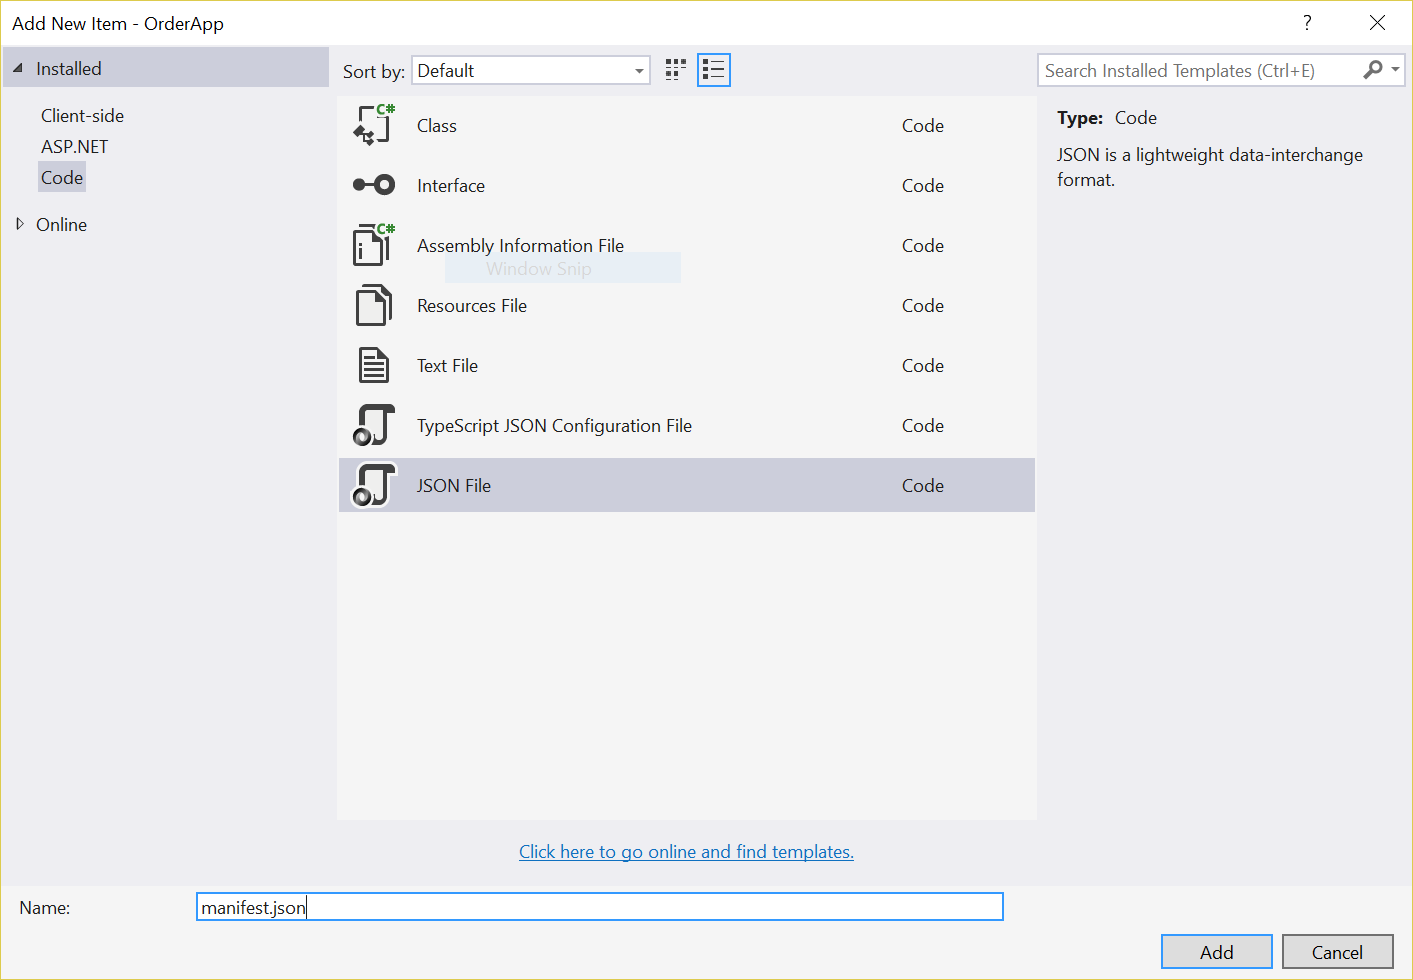 Add New Item - OrderApp
?
Installed
Client-side
ASP.NET
Code
Online
Sort by: Default
C# Class Code
Interface Code
C# Assembly Information File Code
Window Snip
Resources File Code
Text File Code
TypeScript JSON Configuration File Code
JSON File Code
Search Installed Templates (Ctrl+E)
Type: Code
JSON is a lightweight data-interchange
format.
Click here to go online and find templates.
Name: manifest.json
Add Cancel